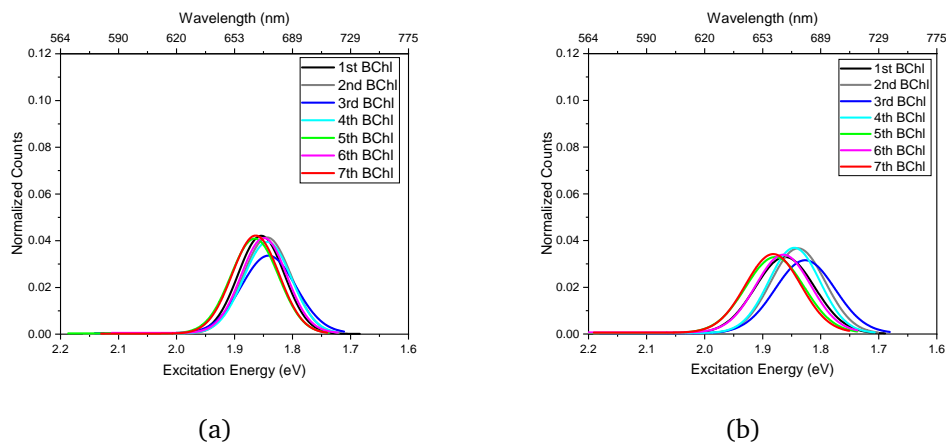 Wavelength (nm)
564 590 620 653 689 729 775
0.12
0.10
0.08
0.06
0.04
0.02
0.00
Normalized Counts
1st BChl
2nd BChl
3rd BChl
4th BChl
5th BChl
6th BChl
7th BChl
2.2 2.1 2.0 1.9 1.8 1.7 1.6
Excitation Energy (eV)
(a)
Wavelength (nm)
564 590 620 653 689 729 775
0.12
0.10
0.08
0.06
0.04
0.02
0.00
Normalized Counts
1st BChl
2nd BChl
3rd BChl
4th BChl
5th BChl
6th BChl
7th BChl
2.2 2.1 2.0 1.9 1.8 1.7 1.6
Excitation Energy (eV)
(b)